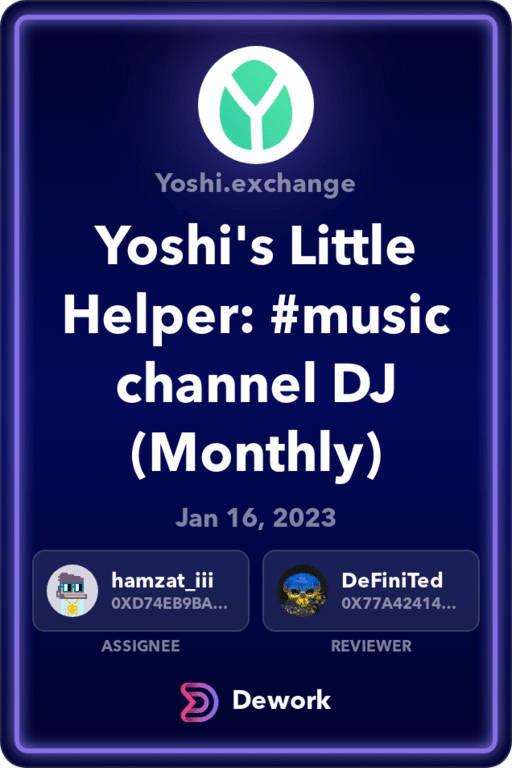 Yoshi.exchange
Yoshi's Little
Helper: #music
channel DJ
(Monthly)
Jan 16, 2023
hamzat_iii
0XD74EB9BA...
ASSIGNEE
DeFiniTed
0X77A42414...
REVIEWER
Dework